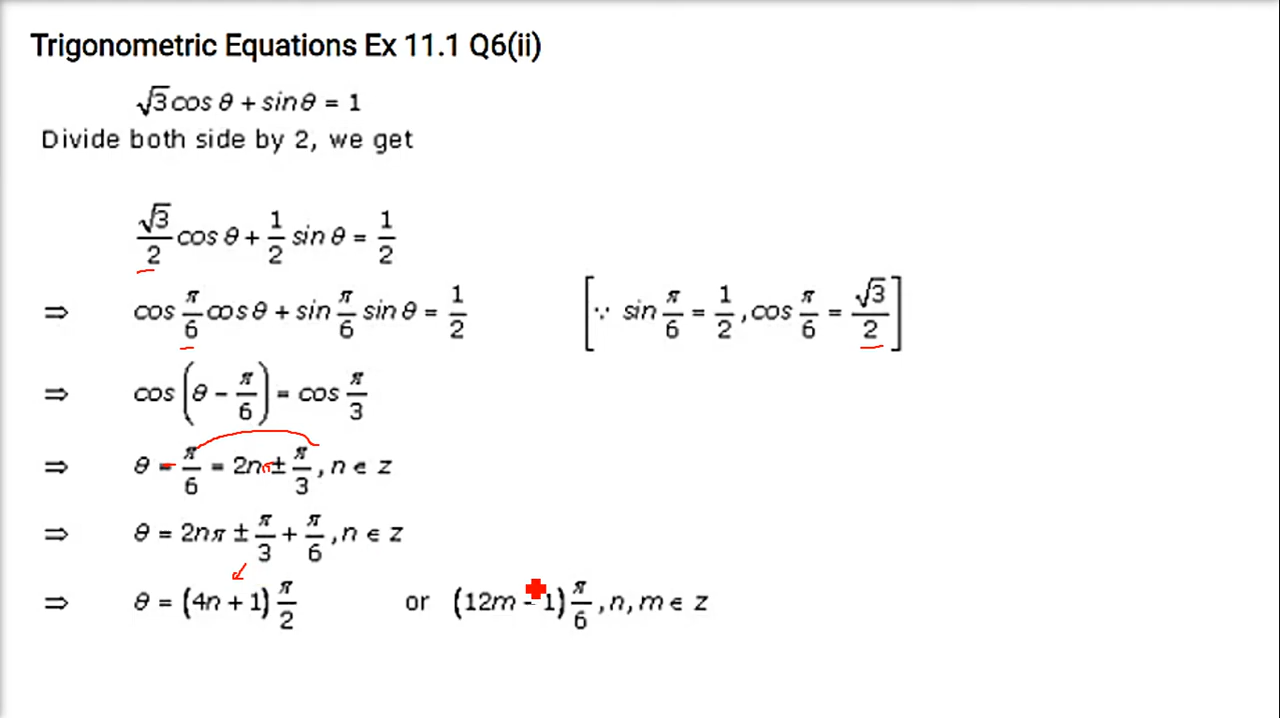 Trigonometric Equations Ex 11.1 Q6(ii)
√3 cos θ + sin θ = 1
Divide both side by 2, we get
√3/2 cos θ + 1/2 sin θ = 1/2
⇒ cos π/6 cos θ + sin π/6 sin θ = 1/2 [∵ sin π/6 = 1/2, cos π/6 = √3/2]
⇒ cos (θ − π/6) = cos π/3
⇒ θ − π/6 = 2nπ ± π/3, n ∈ z
⇒ θ = 2nπ ± π/3 + π/6, n ∈ z
⇒ θ = (4n + 1) π/2 or (12m − 1) π/6, n, m ∈ z